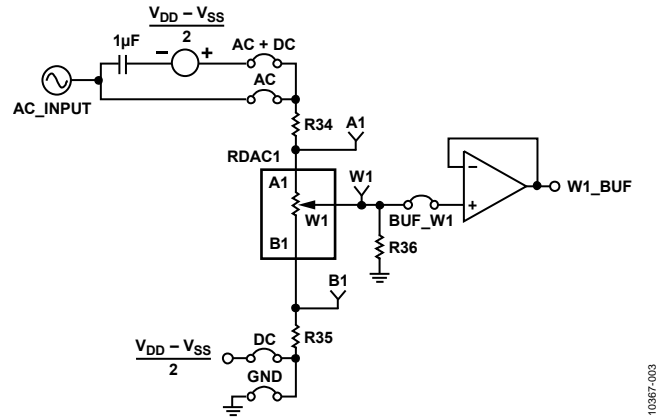 V_DD – V_SS
2
1µF
–
+
AC + DC
AC
AC_INPUT
R34
A1
RDAC1
A1
W1
W1
B1
–
+
W1_BUF
BUF_W1
R36
B1
R35
V_DD – V_SS
2
DC
GND
10367-003